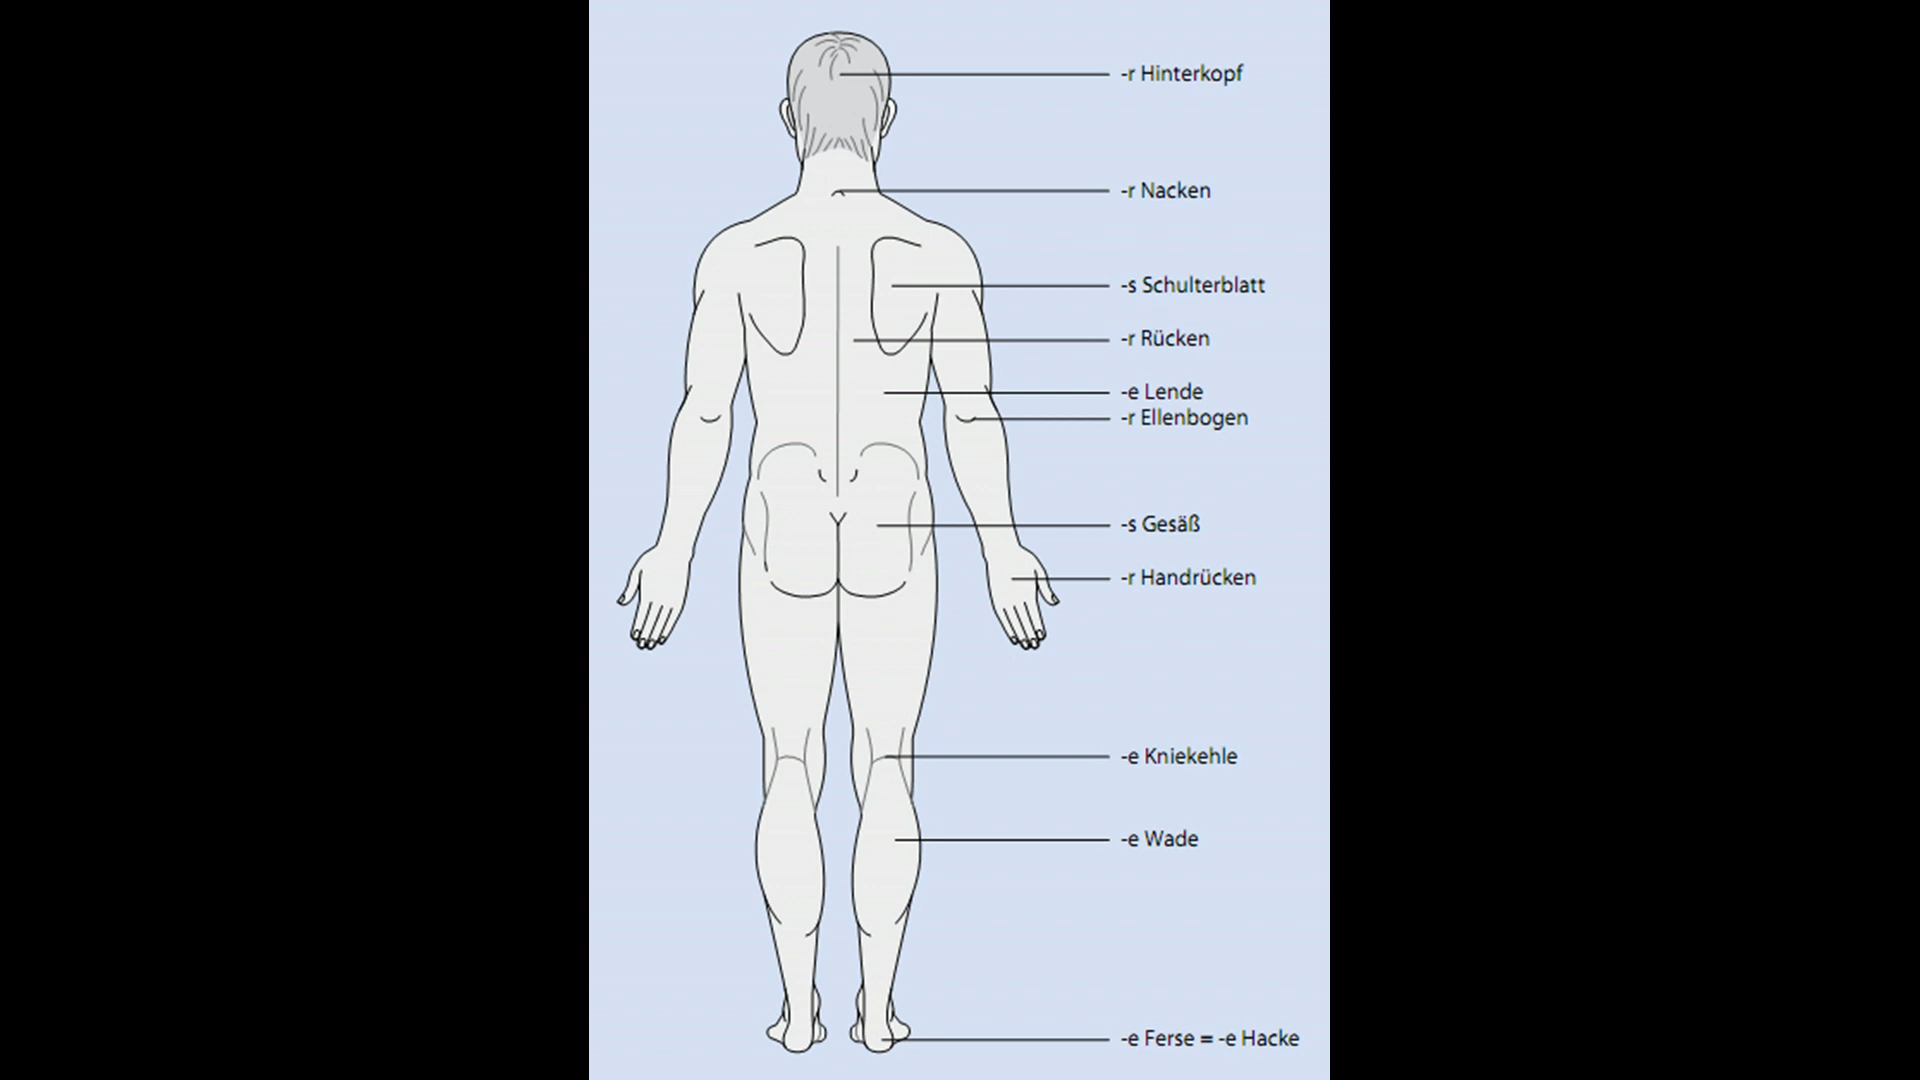 -r Hinterkopf
-r Nacken
-s Schulterblatt
-r Rücken
-e Lende
-r Ellenbogen
-s Gesäß
-r Handrücken
-e Kniekehle
-e Wade
-e Ferse = -e Hacke